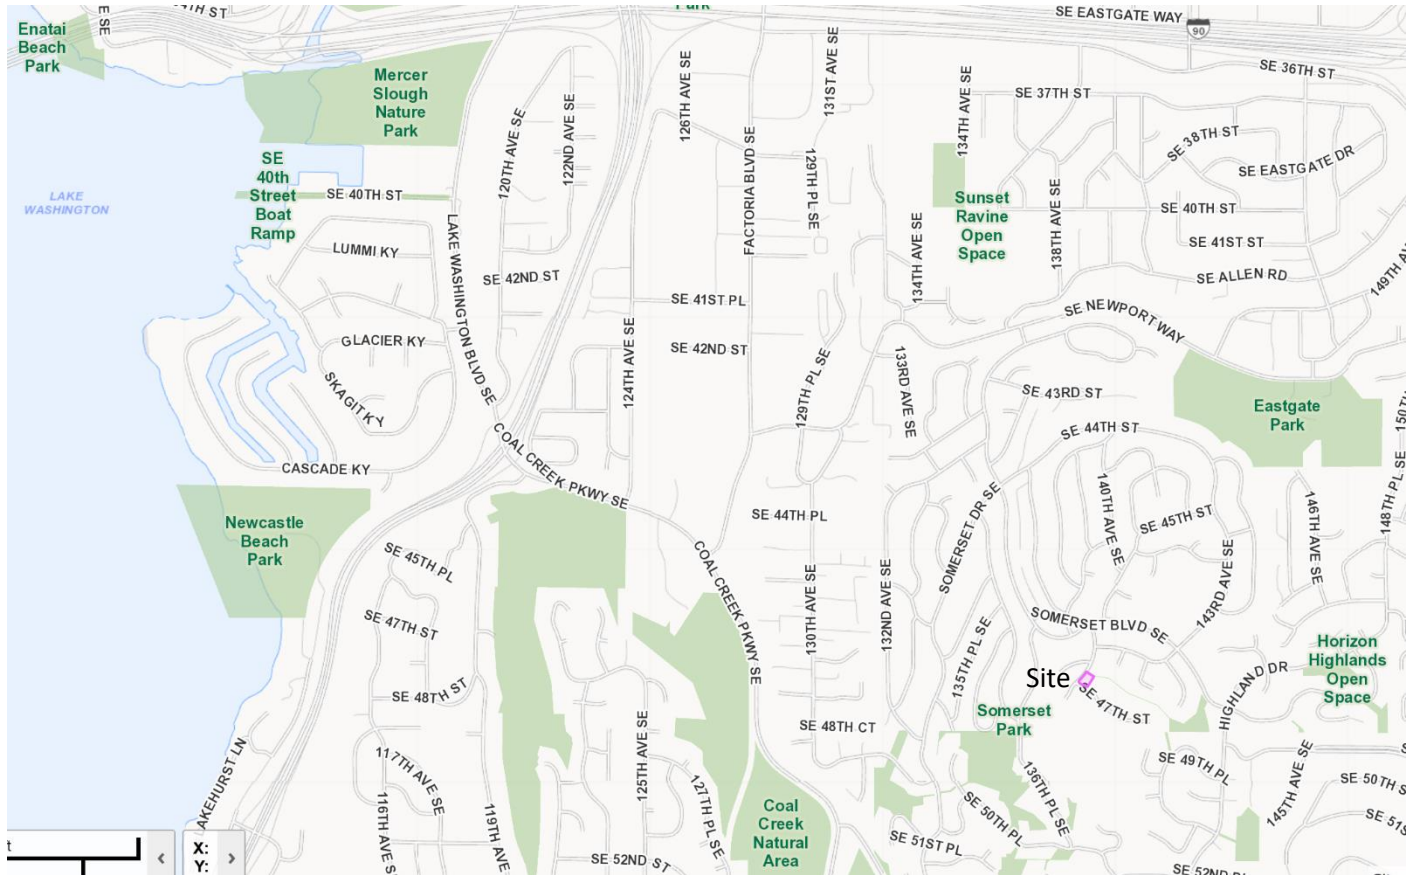 47TH ST
E SE
Park
SE EASTGATE WAY
90
Enatai
Beach
Park
SE 36TH ST
Mercer
Slough
Nature
Park
126TH AVE SE
131ST AVE SE
134TH AVE SE
SE 37TH ST
120TH AVE SE
122ND AVE SE
FACTORIA BLVD SE
129TH PL SE
SE 38TH ST
SE EASTGATE DR
SE
40th
Street
Boat
Ramp
LAKE
WASHINGTON
SE 40TH ST
Sunset
Ravine
Open
Space
138TH AVE SE
SE 40TH ST
SE 41ST ST
134TH AVE SE
LUMMI KY
LAKE WASHINGTON BLVD SE
SE 42ND ST
SE ALLEN RD
149TH AV
SE 41ST PL
SE NEWPORT WAY
GLACIER KY
124TH AVE SE
SE 42ND ST
129TH PL SE
133RD AVE SE
SKAGIT KY
SE 43RD ST
Eastgate
Park
150TH
SE 44TH ST
CASCADE KY
COAL CREEK PKWY SE
140TH AVE SE
148TH PL SE
SE 44TH PL
SE 45TH ST
146TH AVE SE
Newcastle
Beach
Park
SOMERSET DR SE
SE 45TH PL
COAL CREEK PKWY SE
130TH AVE SE
132ND AVE SE
143RD AVE SE
SE 47TH ST
SOMERSET BLVD SE
135TH PL SE
Horizon
Highlands
Open
Space
Site
HIGHLAND DR
SE 48TH ST
SE 47TH ST
Somerset
Park
SE 48TH CT
125TH AVE SE
LAKEHURST LN
117TH AVE SE
SE 49TH PL
145TH AVE SE
SE 50TH S
136TH PL SE
127TH PL SE
116TH AVE S
119TH AVE
SE 50TH PL
SE 51S
Coal
Creek
Natural
Area
SE 51ST PL
SE 52ND ST
t
‹
X:
Y:
›